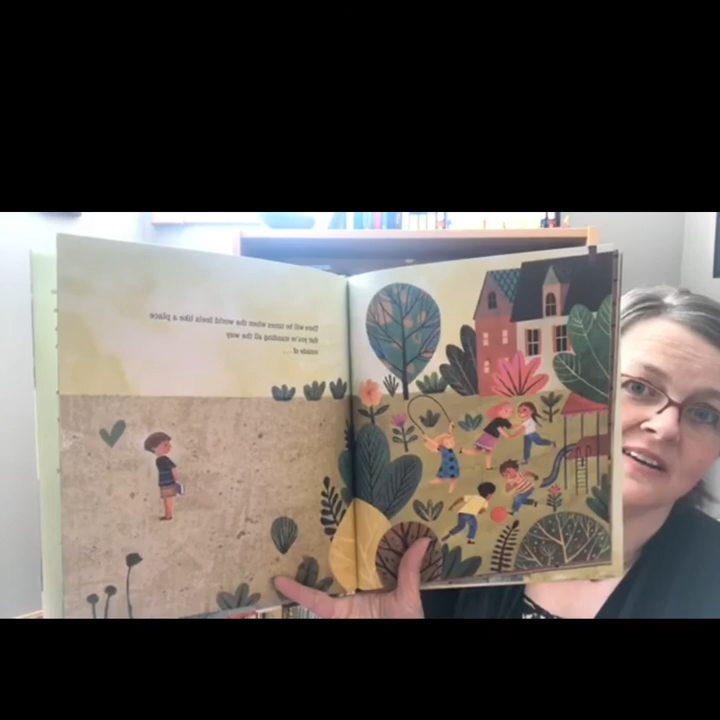 There will be times when the world feels like a place
that you're standing all the way
outside of . . .